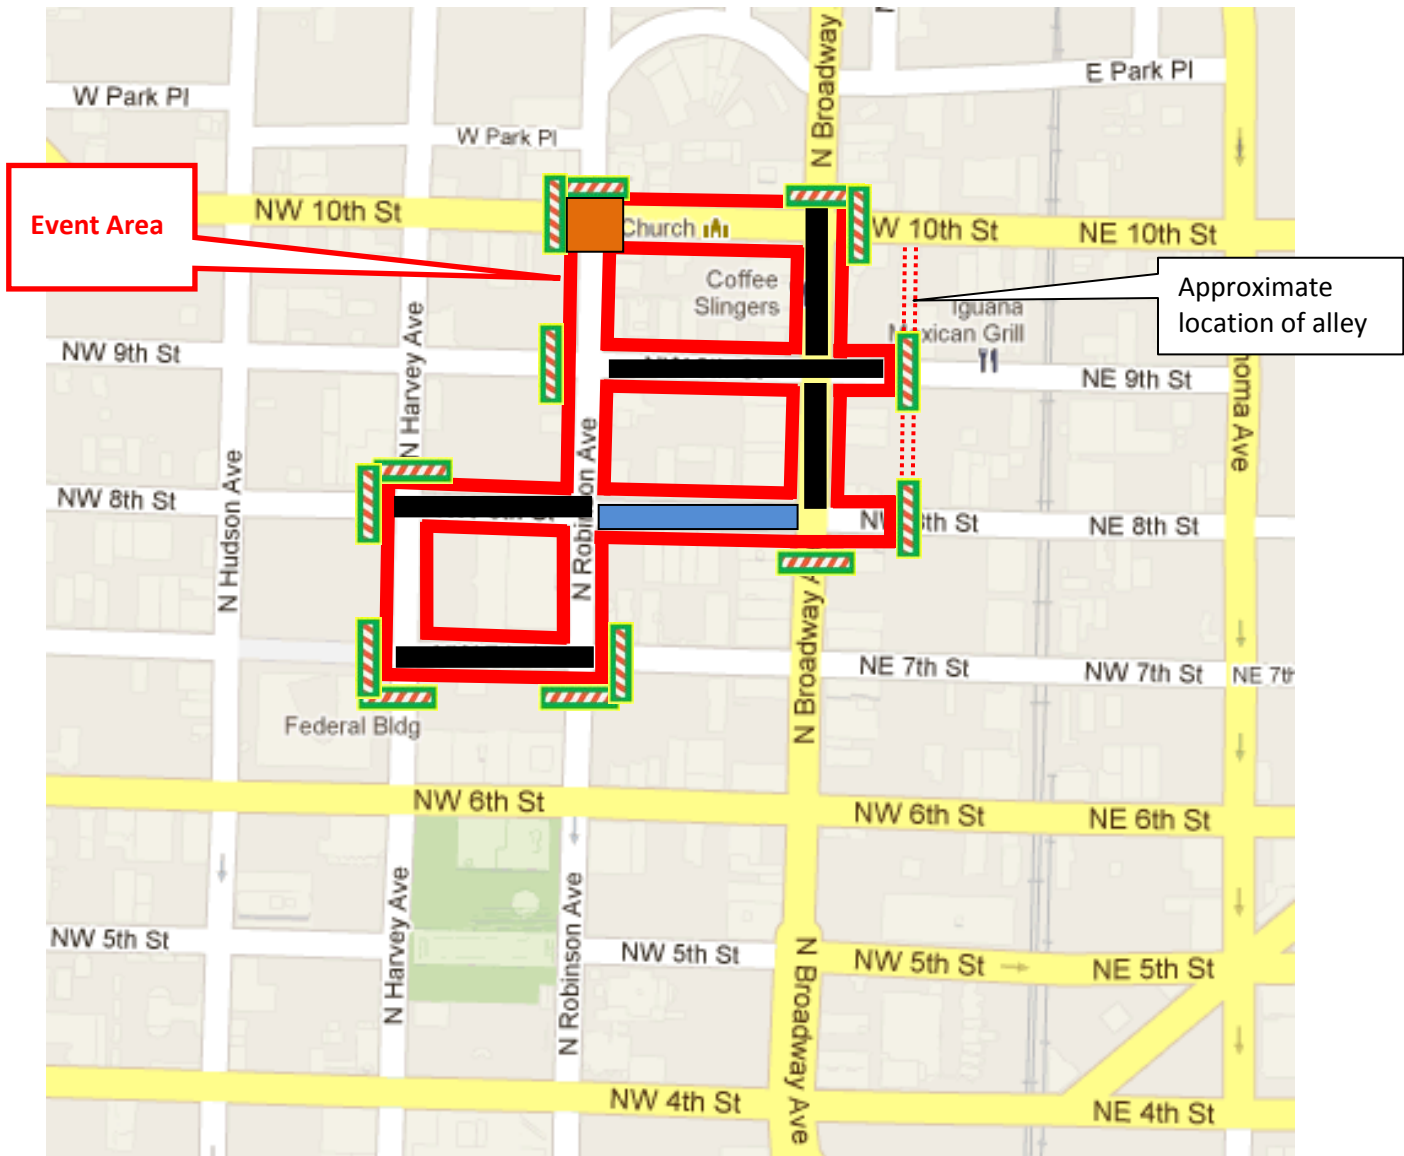 N Broadway
E Park Pl
W Park Pl
W Park Pl
Event Area
NW 10th St
Church
W 10th St
NE 10th St
Coffee
Slingers
Approximate
location of alley
Iguana
Mexican Grill
NW 9th St
NE 9th St
N Harvey Ave
N Robinson Ave
N Hudson Ave
NW 8th St
NE 8th St
NE 7th St
NW 7th St
NE 7th
N Broadway A
Federal Bldg
NW 6th St
NW 6th St
NE 6th St
NW 5th St
N Harvey Ave
N Robinson Ave
NW 5th St
N Broadway Ave
NW 5th St
NE 5th St
NW 4th St
NE 4th St